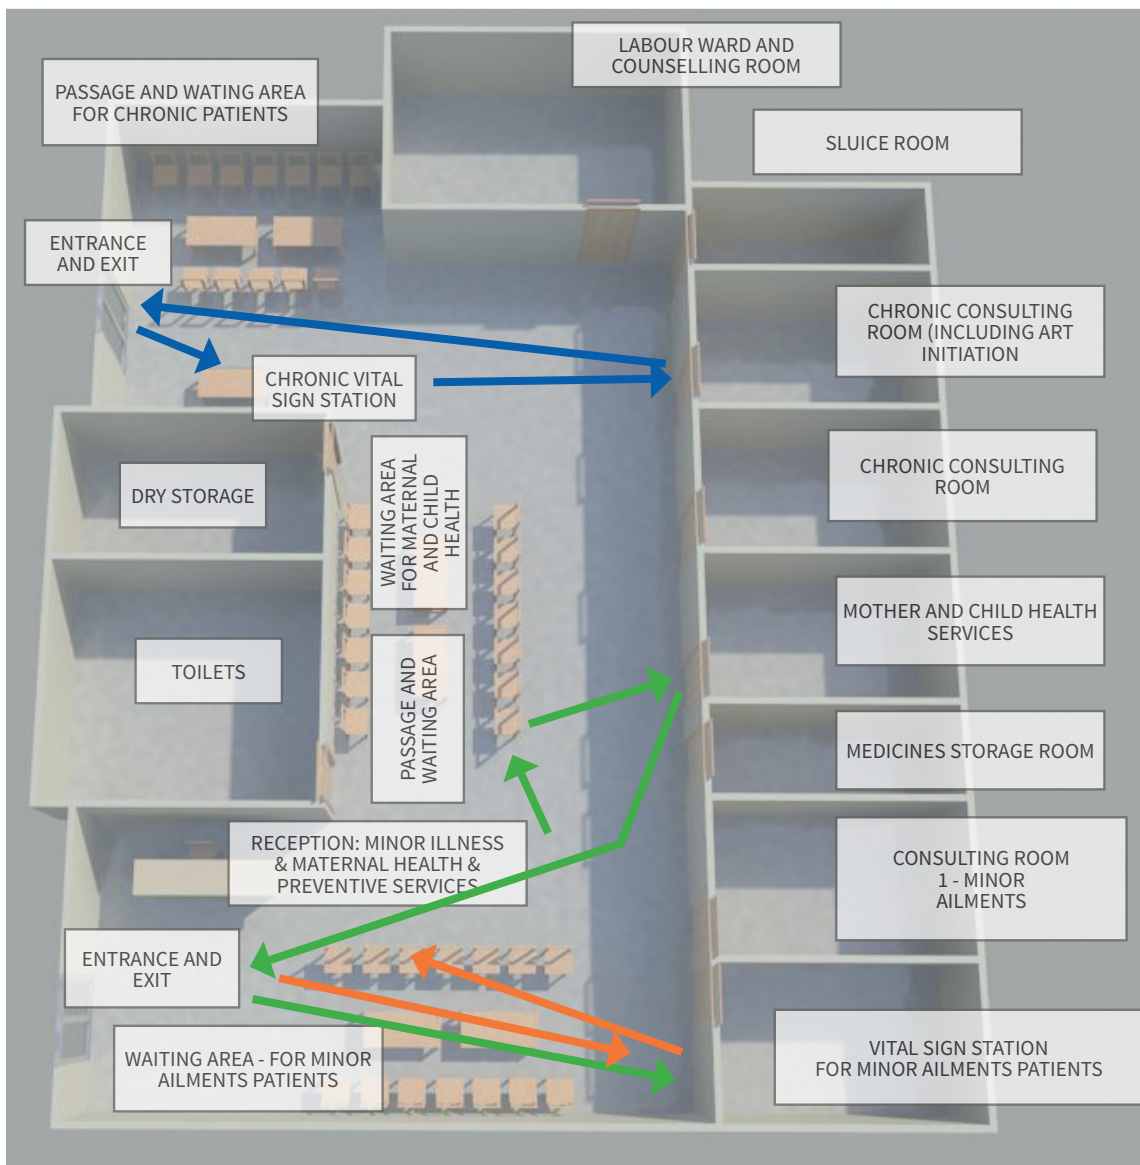 LABOUR WARD AND
COUNSELLING ROOM
PASSAGE AND WATING AREA
FOR CHRONIC PATIENTS
SLUICE ROOM
ENTRANCE
AND EXIT
CHRONIC CONSULTING
ROOM (INCLUDING ART
INITIATION
CHRONIC VITAL
SIGN STATION
WAITING AREA
FOR MATERNAL
AND CHILD
HEALTH
CHRONIC CONSULTING
ROOM
DRY STORAGE
MOTHER AND CHILD HEALTH
SERVICES
TOILETS
PASSAGE AND
WAITING AREA
MEDICINES STORAGE ROOM
RECEPTION: MINOR ILLNESS
& MATERNAL HEALTH &
PREVENTIVE SERVICES
CONSULTING ROOM
1 - MINOR
AILMENTS
ENTRANCE AND
EXIT
WAITING AREA - FOR MINOR
AILMENTS PATIENTS
VITAL SIGN STATION
FOR MINOR AILMENTS PATIENTS